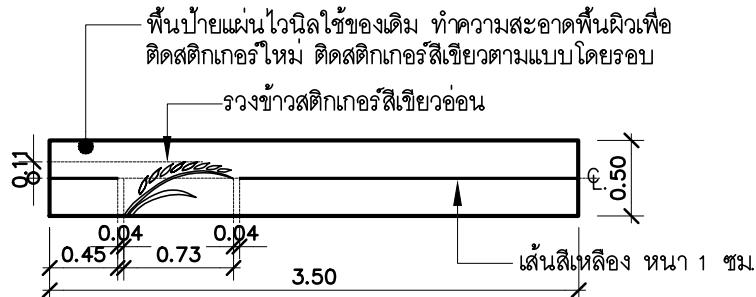 พื้นป้ายแผ่นไวนิลใช้ของเดิม ทำความสะอาดพื้นผิวเพื่อ
ติดสติกเกอร์ใหม่ ติดสติกเกอร์สีเขียวตามแบบโดยรอบ
รวงข้าวสติกเกอร์สีเขียวอ่อน
0.11
℄.
0.50
0.04
0.04
0.45
0.73
เส้นสีเหลือง หนา 1 ซม.
3.50